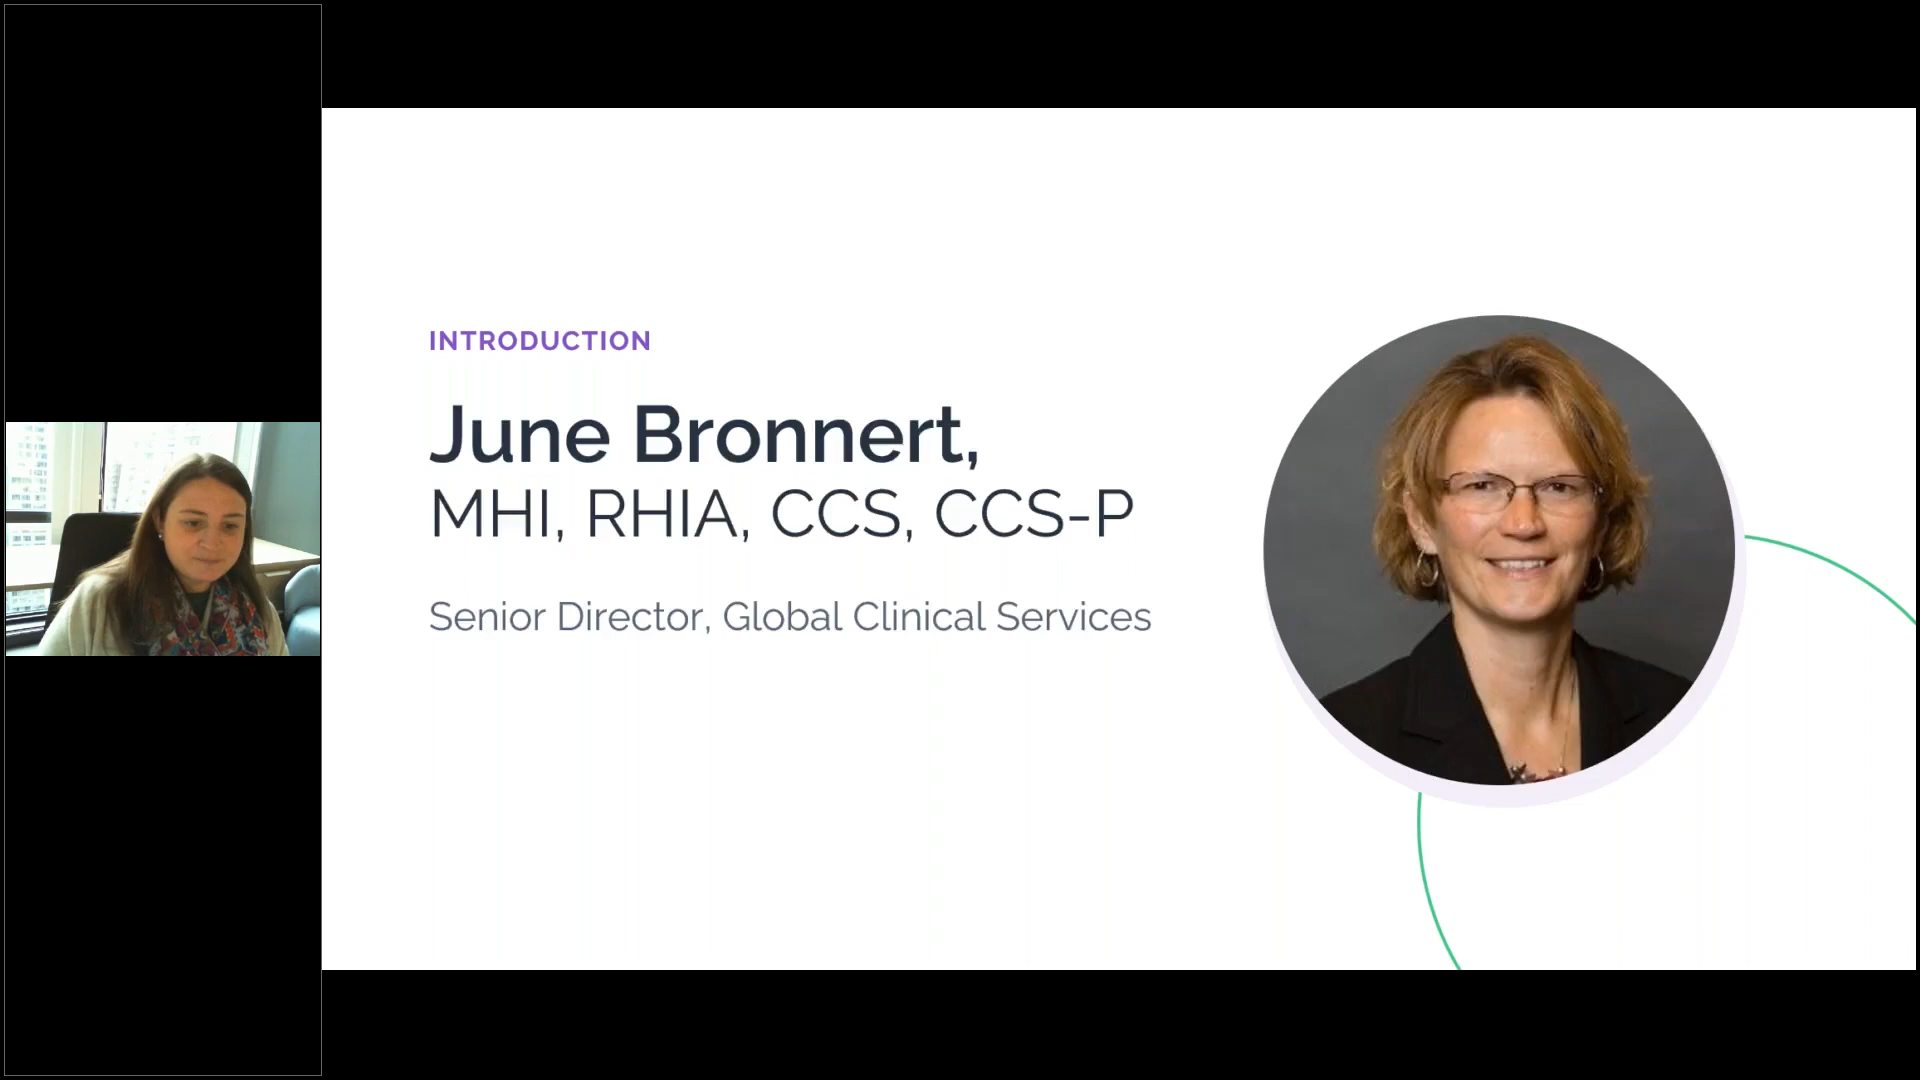 INTRODUCTION
June Bronnert,
MHI, RHIA, CCS, CCS-P
Senior Director, Global Clinical Services